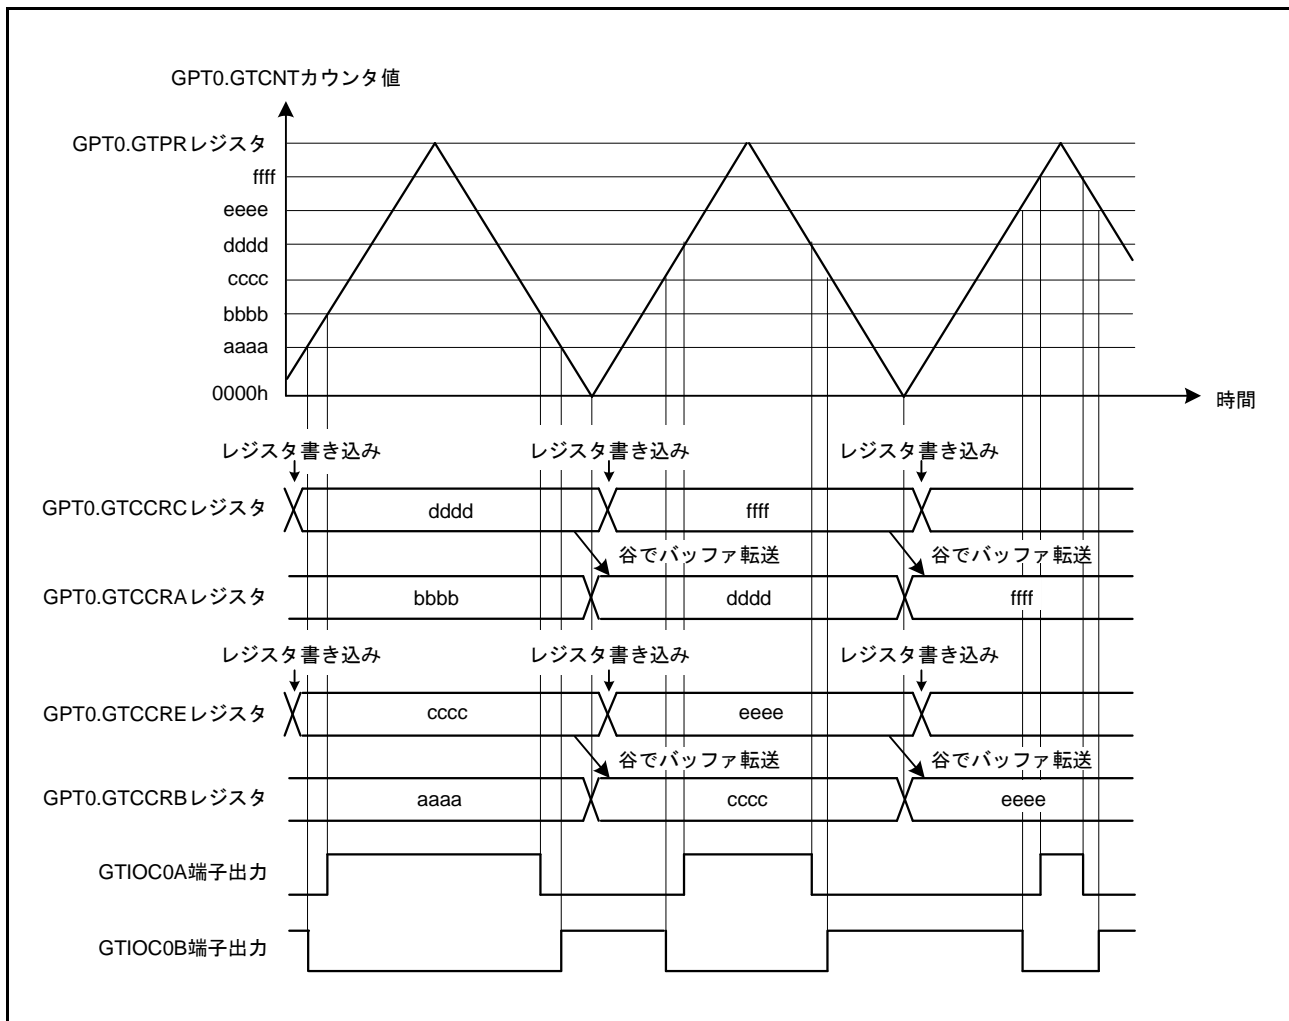 GPT0.GTCNTカウンタ値
GPT0.GTPRレジスタ
ffff
eeee
dddd
cccc
bbbb
aaaa
0000h
時間
レジスタ書き込み レジスタ書き込み レジスタ書き込み
GPT0.GTCCRCレジスタ dddd ffff
谷でバッファ転送 谷でバッファ転送
GPT0.GTCCRAレジスタ bbbb dddd ffff
レジスタ書き込み レジスタ書き込み レジスタ書き込み
GPT0.GTCCREレジスタ cccc eeee
谷でバッファ転送 谷でバッファ転送
GPT0.GTCCRBレジスタ aaaa cccc eeee
GTIOC0A端子出力
GTIOC0B端子出力